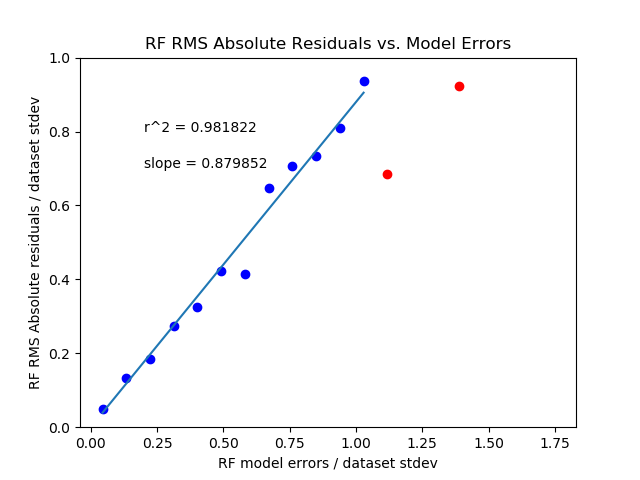 RF RMS Absolute Residuals vs. Model Errors
1.0
0.8
0.6
0.4
0.2
0.0
RF RMS Absolute residuals / dataset stdev
r^2 = 0.981822
slope = 0.879852
0.00 0.25 0.50 0.75 1.00 1.25 1.50 1.75
RF model errors / dataset stdev